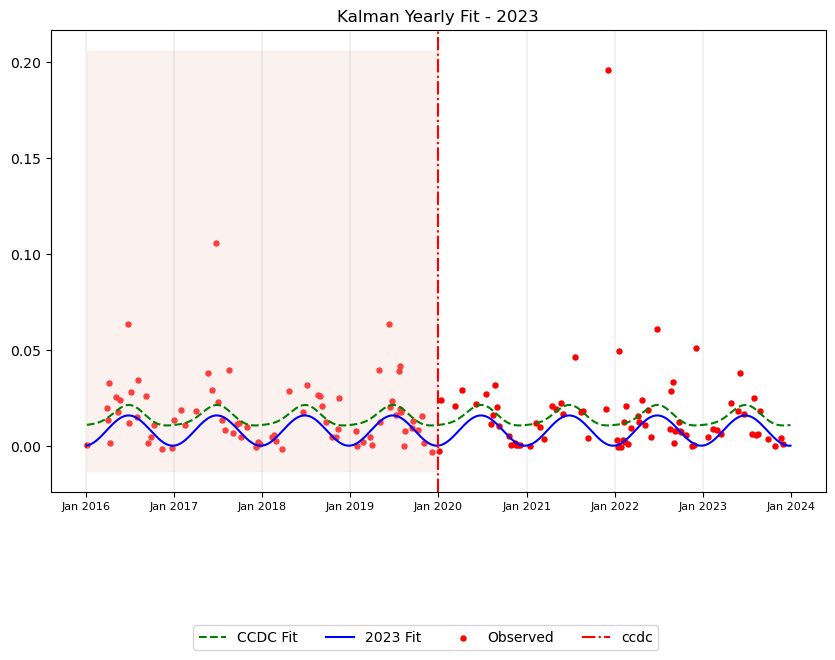 Kalman Yearly Fit - 2023
0.20
0.15
0.10
0.05
0.00
Jan 2016 Jan 2017 Jan 2018 Jan 2019 Jan 2020 Jan 2021 Jan 2022 Jan 2023 Jan 2024
CCDC Fit 2023 Fit Observed ccdc